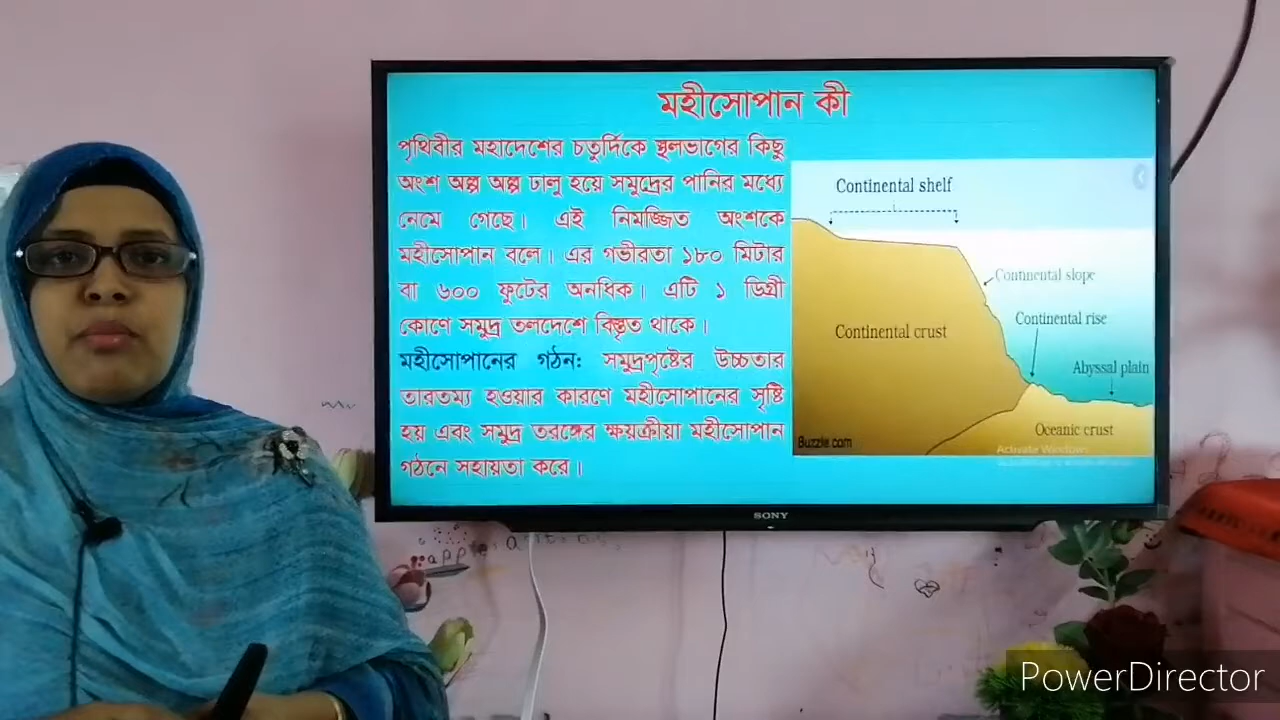 মহীসোপান কী
পৃথিবীর মহাদেশের চতুর্দিকে স্থলভাগের কিছু
অংশ অল্প অল্প ঢালু হয়ে সমুদ্রের পানির মধ্যে
নেমে গেছে। এই নিমজ্জিত অংশকে
মহীসোপান বলে। এর গভীরতা ১৮০ মিটার
বা ৬০০ ফুটের অনধিক। এটি ১ ডিগ্রী
কোণে সমুদ্র তলদেশে বিস্তৃত থাকে।
মহীসোপানের গঠন: সমুদ্রপৃষ্টের উচ্চতার
তারতম্য হওয়ার কারণে মহীসোপানের সৃষ্টি
হয় এবং সমুদ্র তরঙ্গের ক্ষয়ক্রীয়া মহীসোপান
গঠনে সহায়তা করে।
Continental shelf
Continental slope
Continental rise
Continental crust
Abyssal plain
Oceanic crust
Buzzle.com
Activate Windows
SONY
PowerDirector